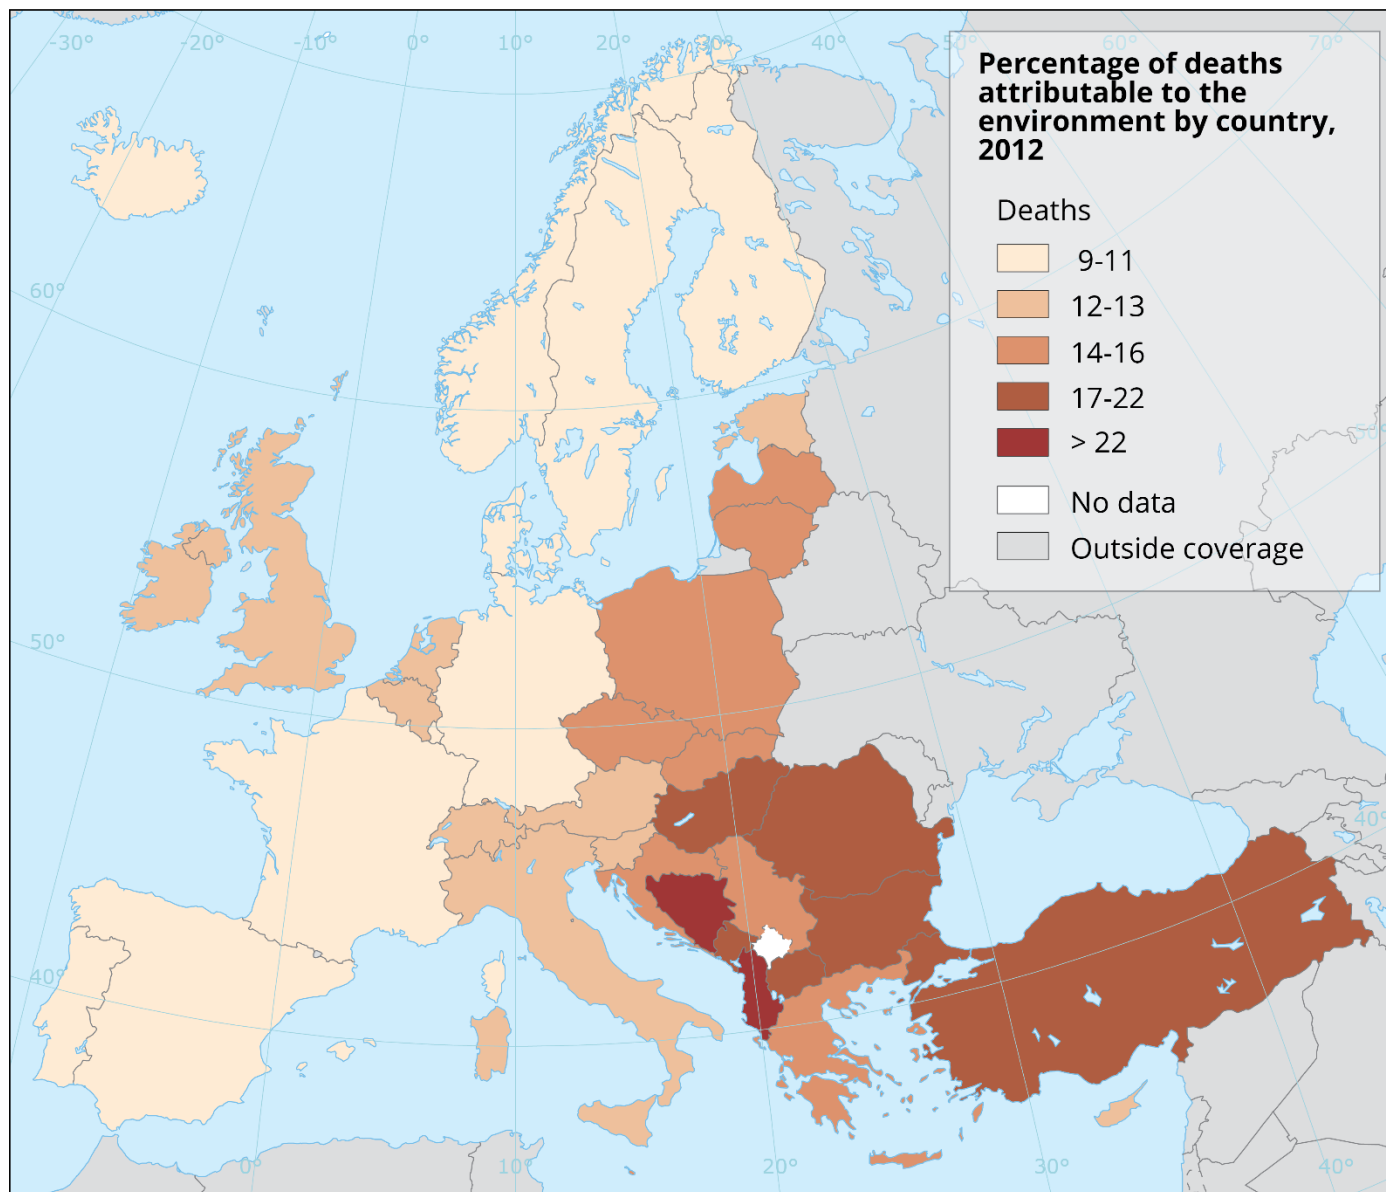 -30° -20° -10° 0° 10° 20° 30° 40° 50° 60° 70°
Percentage of deaths
attributable to the
environment by country,
2012
Deaths
9-11
60°
12-13
14-16
17-22
50°
> 22
No data
Outside coverage
50°
40°
40°
0° 10° 20° 30° 40°